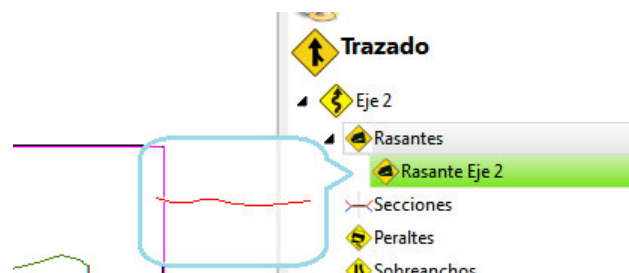 Trazado
Eje 2
Rasantes
Rasante Eje 2
Secciones
Peraltes
Sobreanchos